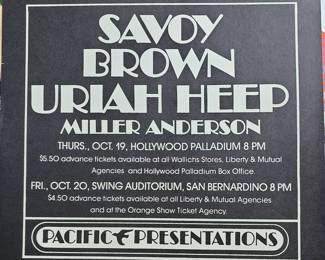 SAVOY
BROWN
URIAH HEEP
MILLER ANDERSON
THURS., OCT. 19, HOLLYWOOD PALLADIUM 8 PM
$5.50 advance tickets available at all Wallichs Stores, Liberty & Mutual
Agencies and Hollywood Palladium Box Office.
FRI., OCT. 20, SWING AUDITORIUM, SAN BERNARDINO 8 PM
$4.50 advance tickets available at all Liberty & Mutual Agencies
and at the Orange Show Ticket Agency.
PACIFIC PRESENTATIONS